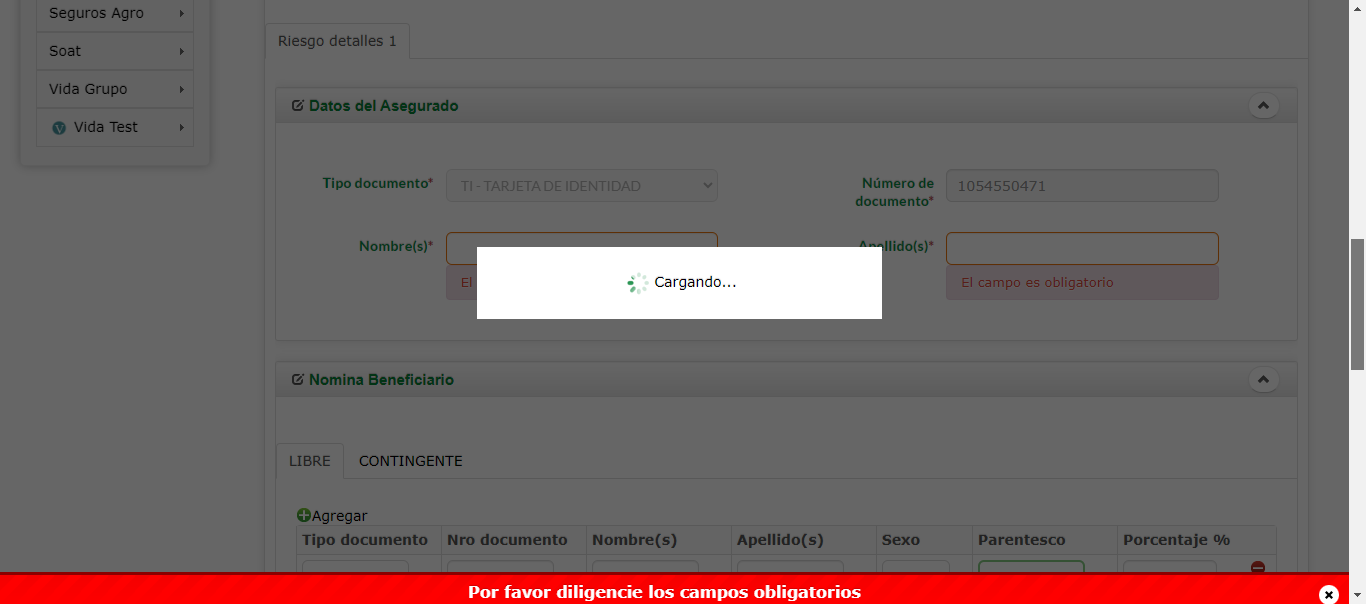 Seguros Agro
Soat
Vida Grupo
V Vida Test
Riesgo detalles 1
Datos del Asegurado
Tipo documento* TI - TARJETA DE IDENTIDAD
Número de documento* 1054550471
Nombre(s)*
El
Apellido(s)*
El campo es obligatorio
Cargando...
Nomina Beneficiario
LIBRE CONTINGENTE
Agregar
Tipo documento Nro documento Nombre(s) Apellido(s) Sexo Parentesco Porcentaje %
Por favor diligencie los campos obligatorios